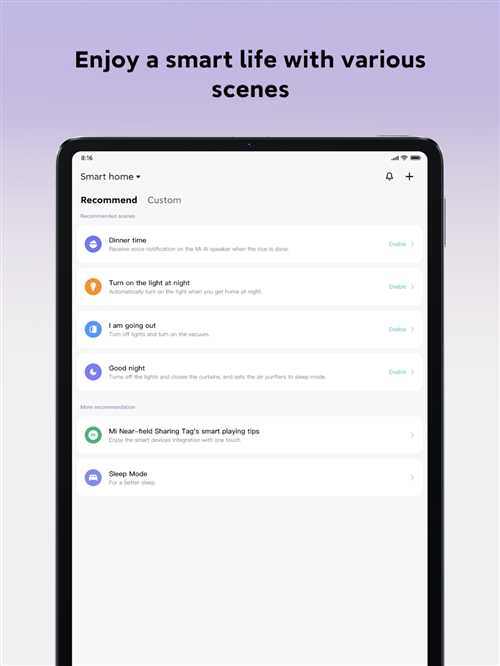 Enjoy a smart life with various
scenes
8:16
Smart home
Recommend Custom
Recommended scenes
Dinner time
Receive voice notification on the Mi AI speaker when the rice is done.
Enable
Turn on the light at night
Automatically turn on the light when you get home at night.
Enable
I am going out
Turn off lights and turn on the vacuum.
Enable
Good night
Turns off the lights and closes the curtains, and sets the air purifiers to sleep mode.
Enable
More recommendation
Mi Near-field Sharing Tag's smart playing tips
Enjoy the smart devices integration with one touch.
Sleep Mode
For a better sleep